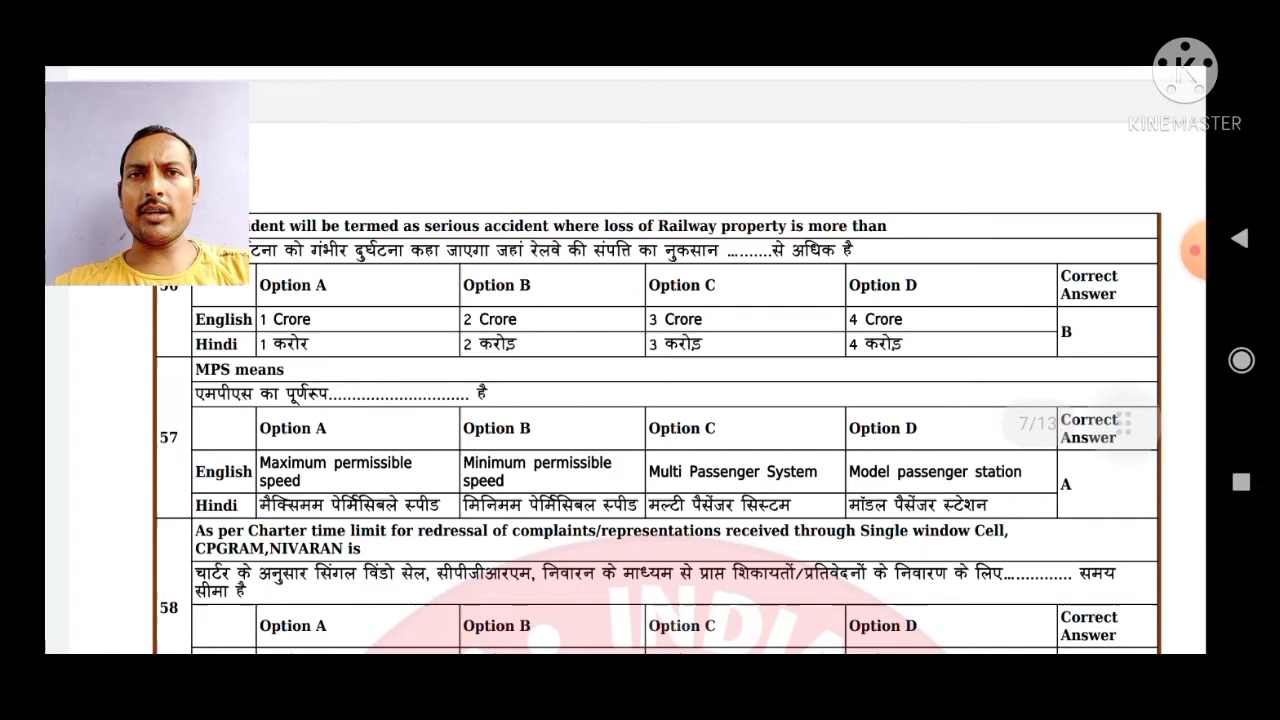 KINEMASTER
ident will be termed as serious accident where loss of Railway property is more than
टना को गंभीर दुर्घटना कहा जाएगा जहां रेलवे की संपत्ति का नुकसान ...........से अधिक है
Option A Option B Option C Option D Correct Answer
English 1 Crore 2 Crore 3 Crore 4 Crore B
Hindi 1 करोर 2 करोड़ 3 करोड़ 4 करोड़
MPS means
एमपीएस का पूर्णरूप.............................. है
57 Option A Option B Option C Option D Correct Answer
7/13
English Maximum permissible speed Minimum permissible speed Multi Passenger System Model passenger station A
Hindi मैक्सिमम पेर्मिसिबले स्पीड मिनिमम पेर्मिसिबल स्पीड मल्टी पैसेंजर सिस्टम मॉडल पैसेंजर स्टेशन
As per Charter time limit for redressal of complaints/representations received through Single window Cell,
CPGRAM,NIVARAN is
चार्टर के अनुसार सिंगल विंडो सेल, सीपीजीआरएम, निवारन के माध्यम से प्राप्त शिकायतों/प्रतिवेदनों के निवारण के लिए............... समय
सीमा है
58
Option A Option B Option C Option D Correct Answer
INDIA